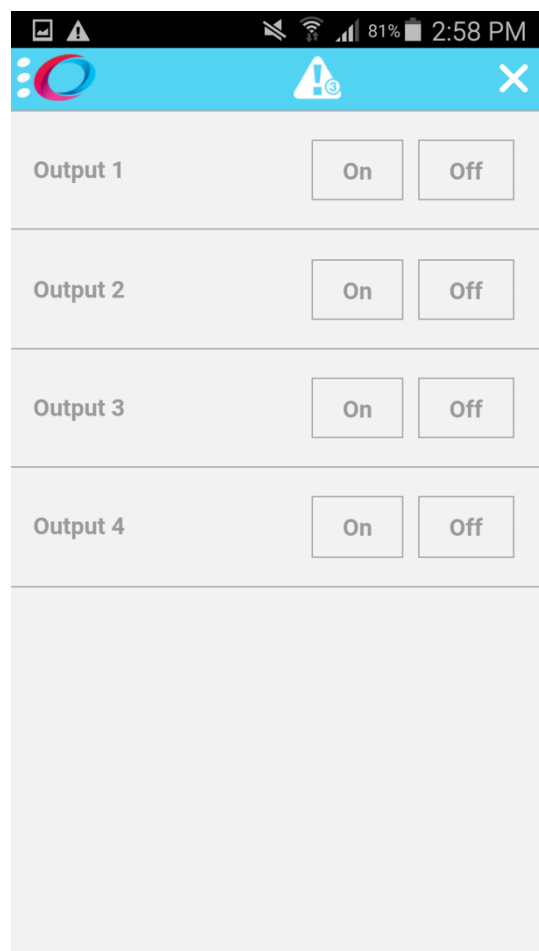 81% 2:58 PM
3
Output 1 On Off
Output 2 On Off
Output 3 On Off
Output 4 On Off